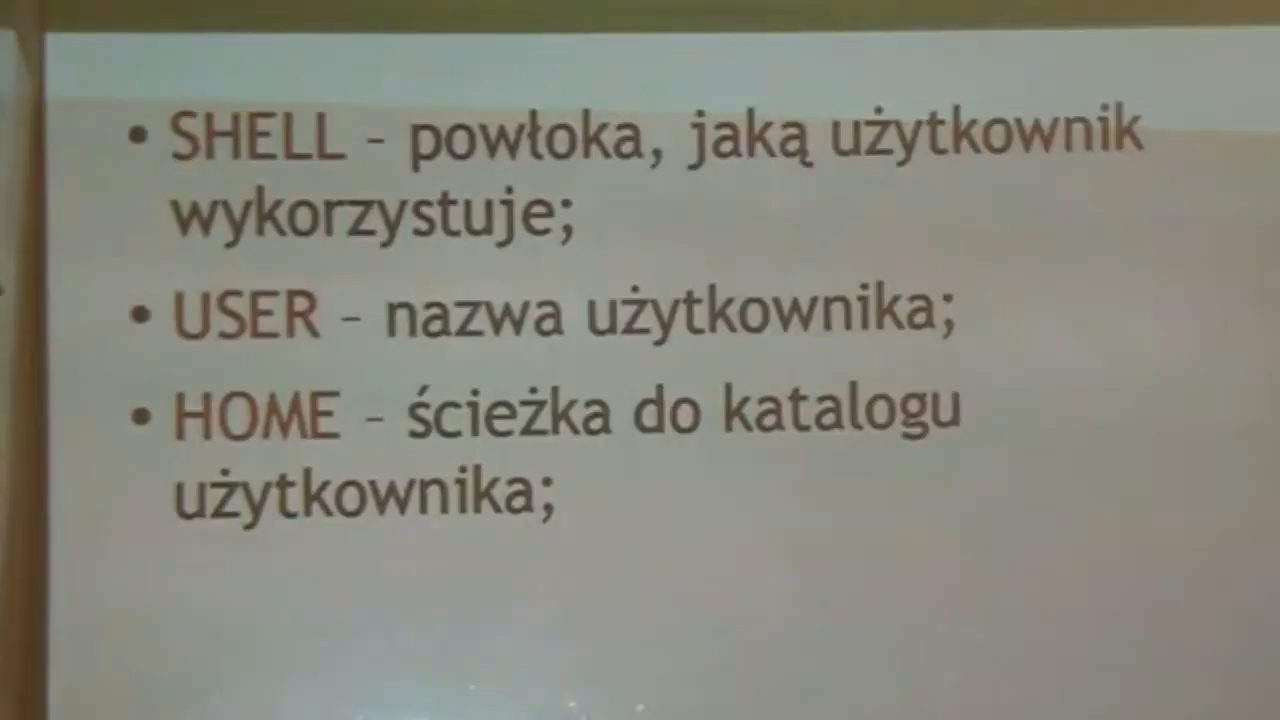 • SHELL – powłoka, jaką użytkownik
wykorzystuje;
• USER – nazwa użytkownika;
• HOME – ścieżka do katalogu
użytkownika;